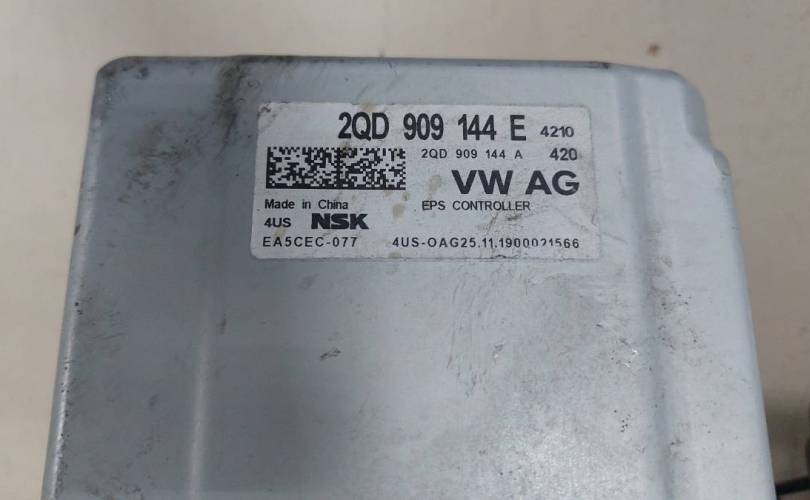 2QD 909 144 E 4210
2QD 909 144 A 420
VW AG
Made in China EPS CONTROLLER
4US NSK
EA5CEC-077 4US-OAG25.11.1900021566